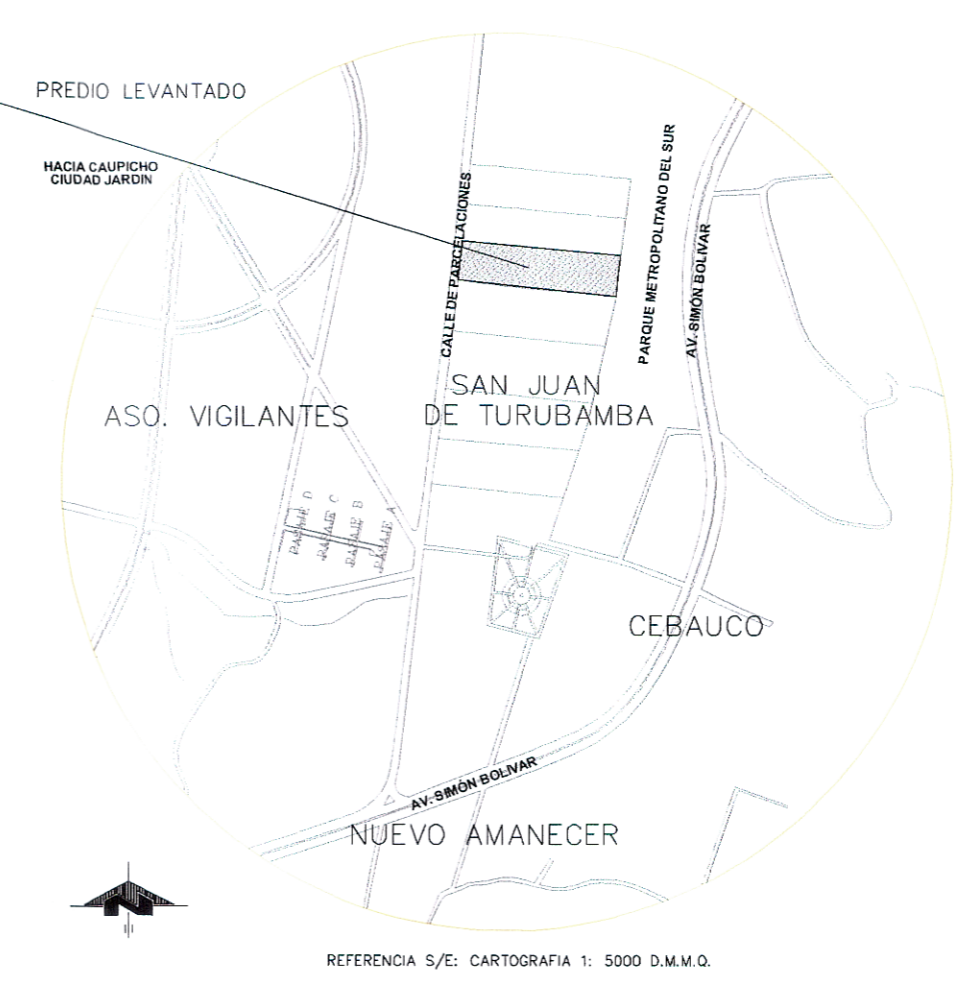 PREDIO LEVANTADO
HACIA CAUPICHO
CIUDAD JARDIN
CALLE DE PARCELACIONES
PARQUE METROPOLITANO DEL SUR
AV. SIMÓN BOLIVAR
SAN JUAN
DE TURUBAMBA
ASO. VIGILANTES
PASAJE D
PASAJE C
PASAJE B
PASAJE A
CEBAUCO
AV. SIMÓN BOLIVAR
NUEVO AMANECER
N
REFERENCIA S/E: CARTOGRAFIA 1: 5000 D.M.M.Q.